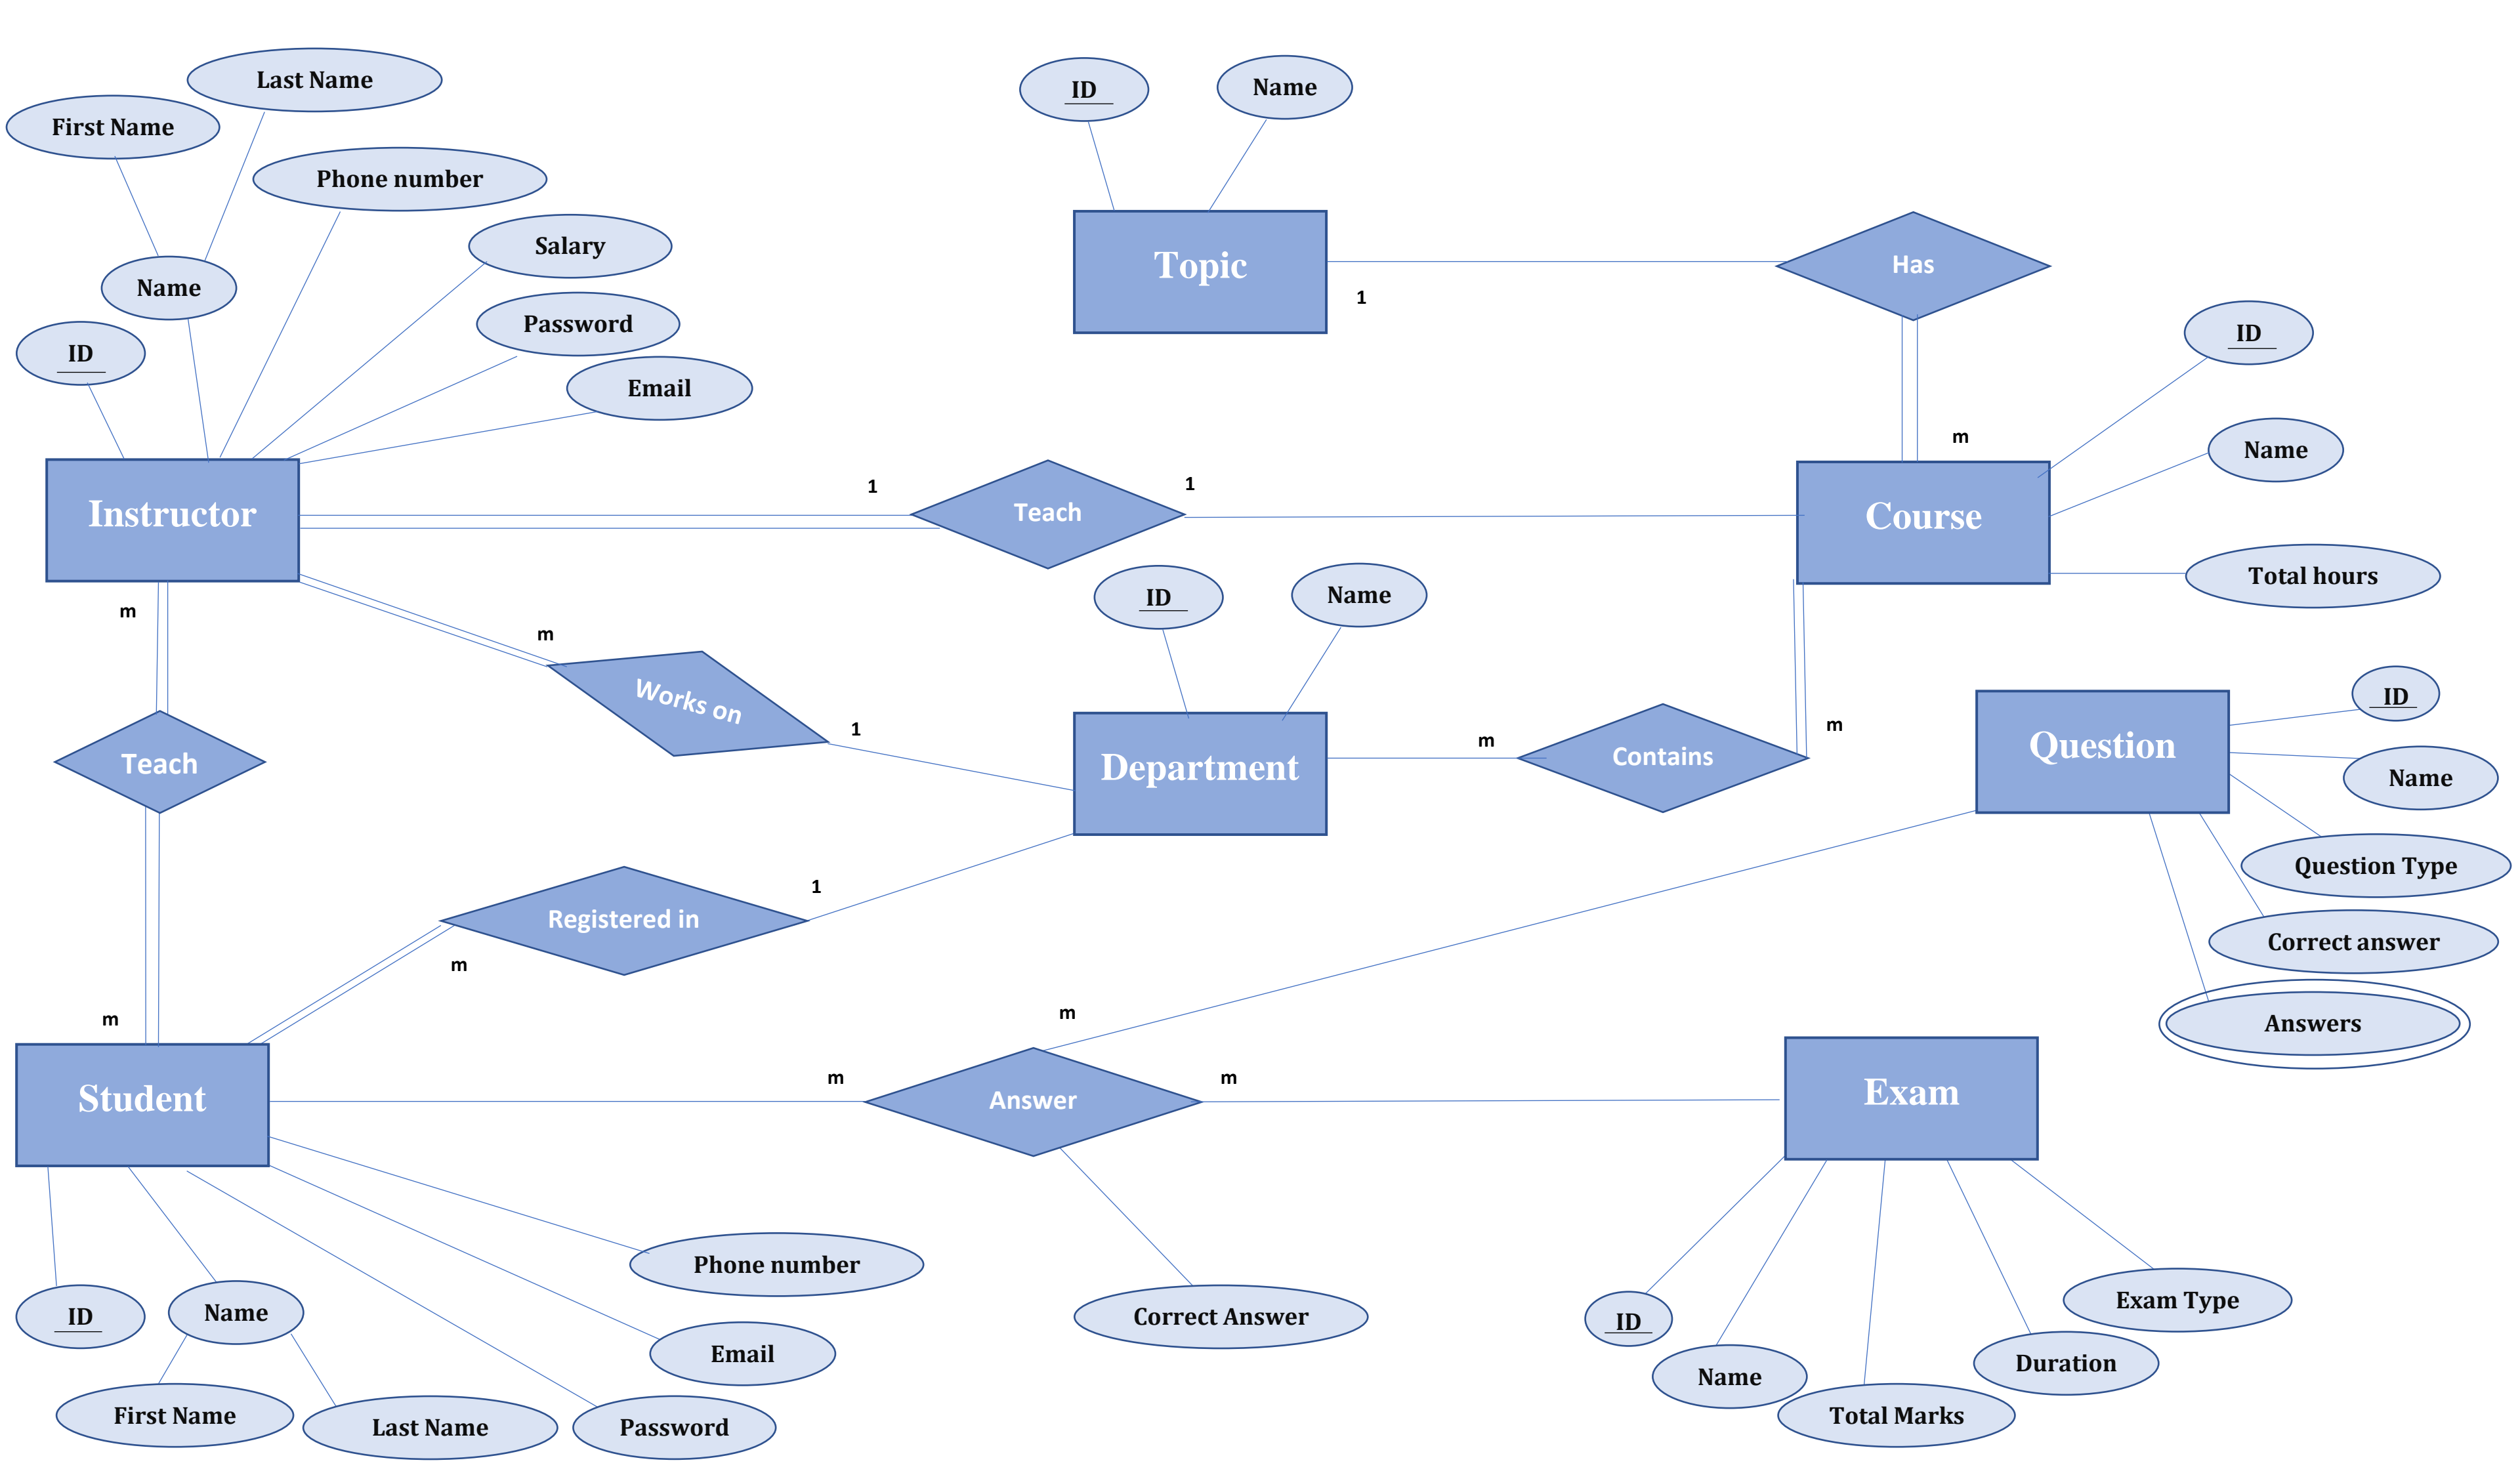 Last Name
First Name
Phone number
Salary
Name
Password
ID
Email
Instructor
ID
Name
Topic
1
Has
ID
Name
Total hours
m
Course
1
Teach
1
m
m
Works on
1
ID
Name
Department
m
Contains
m
Teach
Question
ID
Name
Question Type
Correct answer
Answers
Registered in
1
m
m
Student
m
m
Answer
m
Exam
Phone number
ID
Name
Email
First Name
Last Name
Password
Correct Answer
ID
Name
Total Marks
Duration
Exam Type